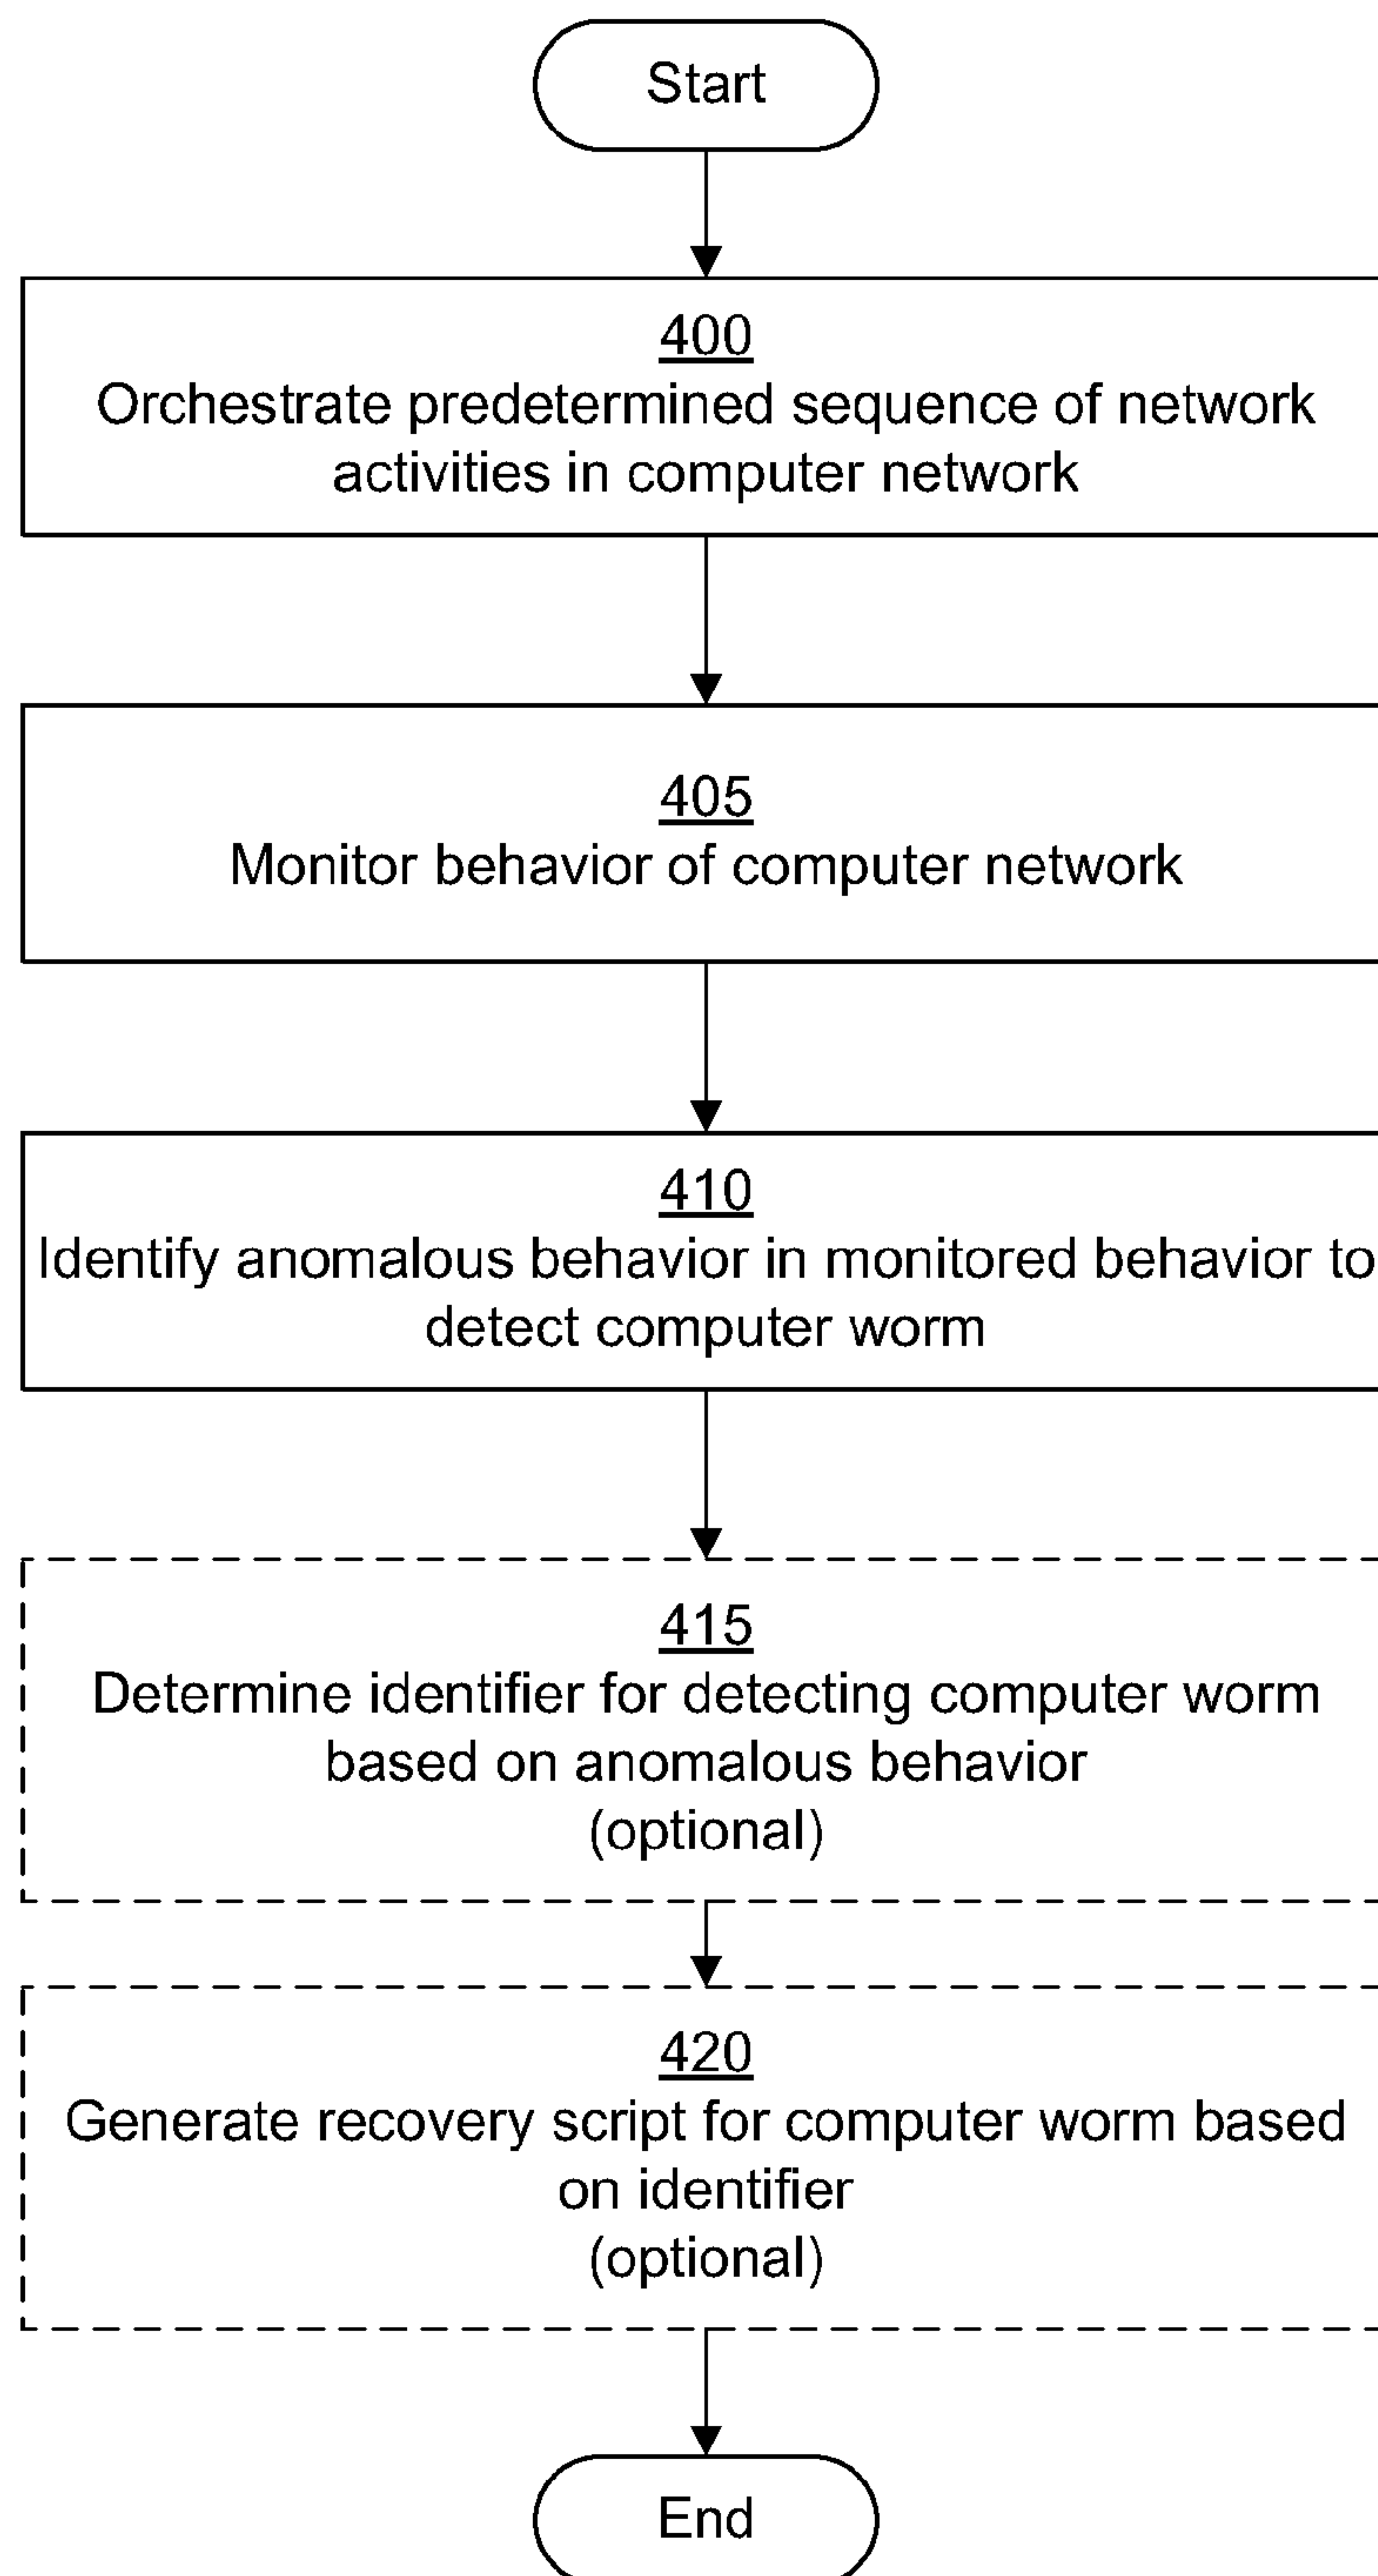 Start
400
Orchestrate predetermined sequence of network
activities in computer network
405
Monitor behavior of computer network
410
Identify anomalous behavior in monitored behavior to
detect computer worm
415
Determine identifier for detecting computer worm
based on anomalous behavior
(optional)
420
Generate recovery script for computer worm based
on identifier
(optional)
End